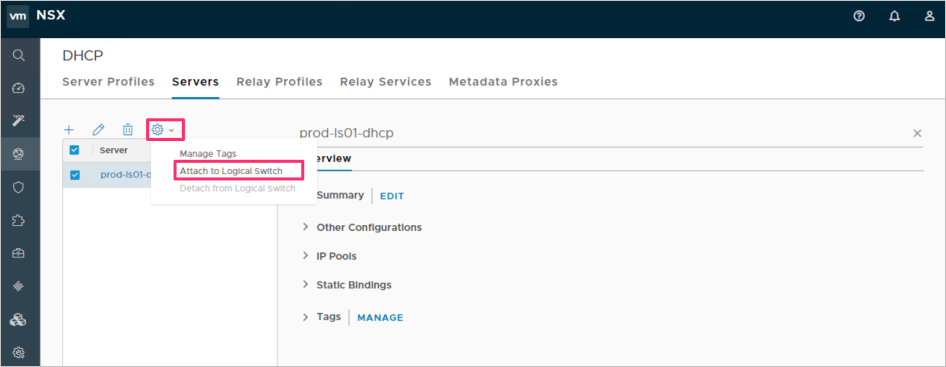 vm NSX
DHCP
Server Profiles Servers Relay Profiles Relay Services Metadata Proxies
prod-ls01-dhcp
Server
Manage Tags
Attach to Logical Switch
Detach from Logical Switch
prod-ls01-d
erview
Summary EDIT
Other Configurations
IP Pools
Static Bindings
Tags MANAGE